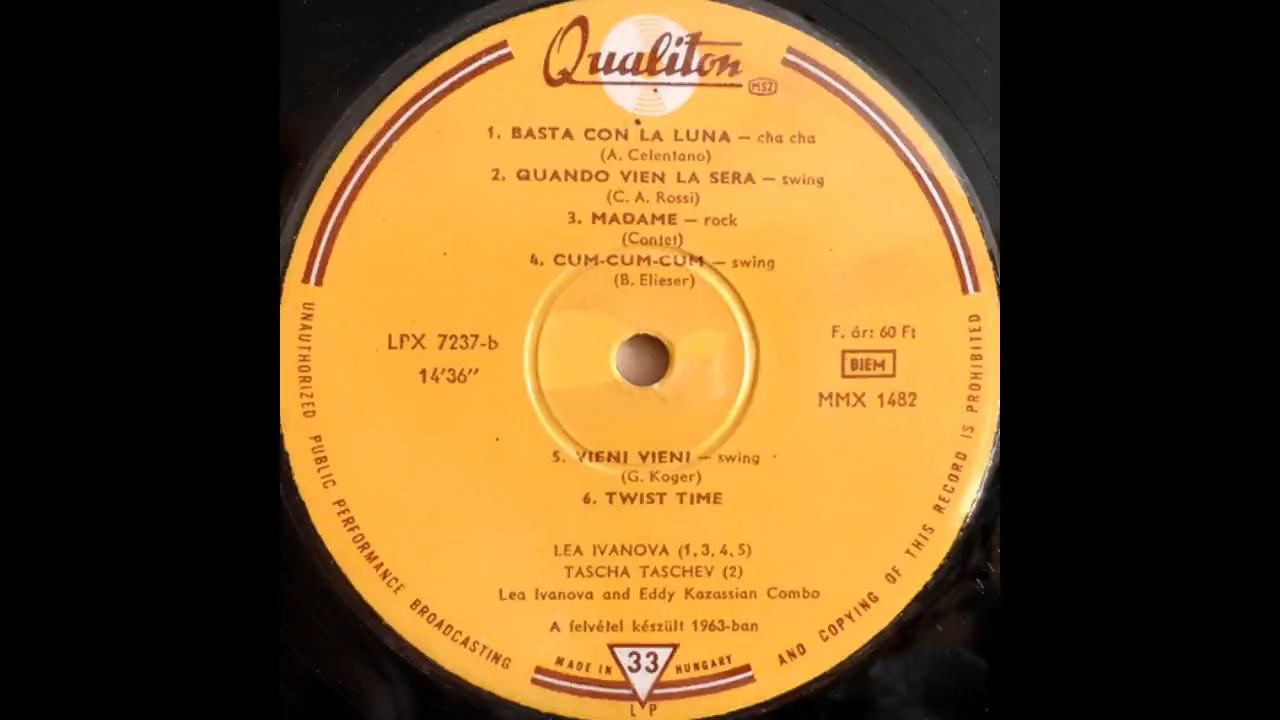 Qualiton
MSZ
1. BASTA CON LA LUNA — cha cha
(A. Celentano)
2. QUANDO VIEN LA SERA — swing
(C. A. Rossi)
3. MADAME — rock
(Contet)
4. CUM-CUM-CUM — swing
(B. Elieser)
LPX 7237-b
14'36"
F. ár: 60 Ft
BIEM
MMX 1482
5. VIENI VIENI — swing
(G. Koger)
6. TWIST TIME
LEA IVANOVA (1, 3, 4, 5)
TASCHA TASCHEV (2)
Lea Ivanova and Eddy Kazassian Combo
A felvétel készült 1963-ban
MADE IN 33 HUNGARY
LP
UNAUTHORIZED PUBLIC PERFORMANCE BROADCASTING AND COPYING OF THIS RECORD IS PROHIBITED